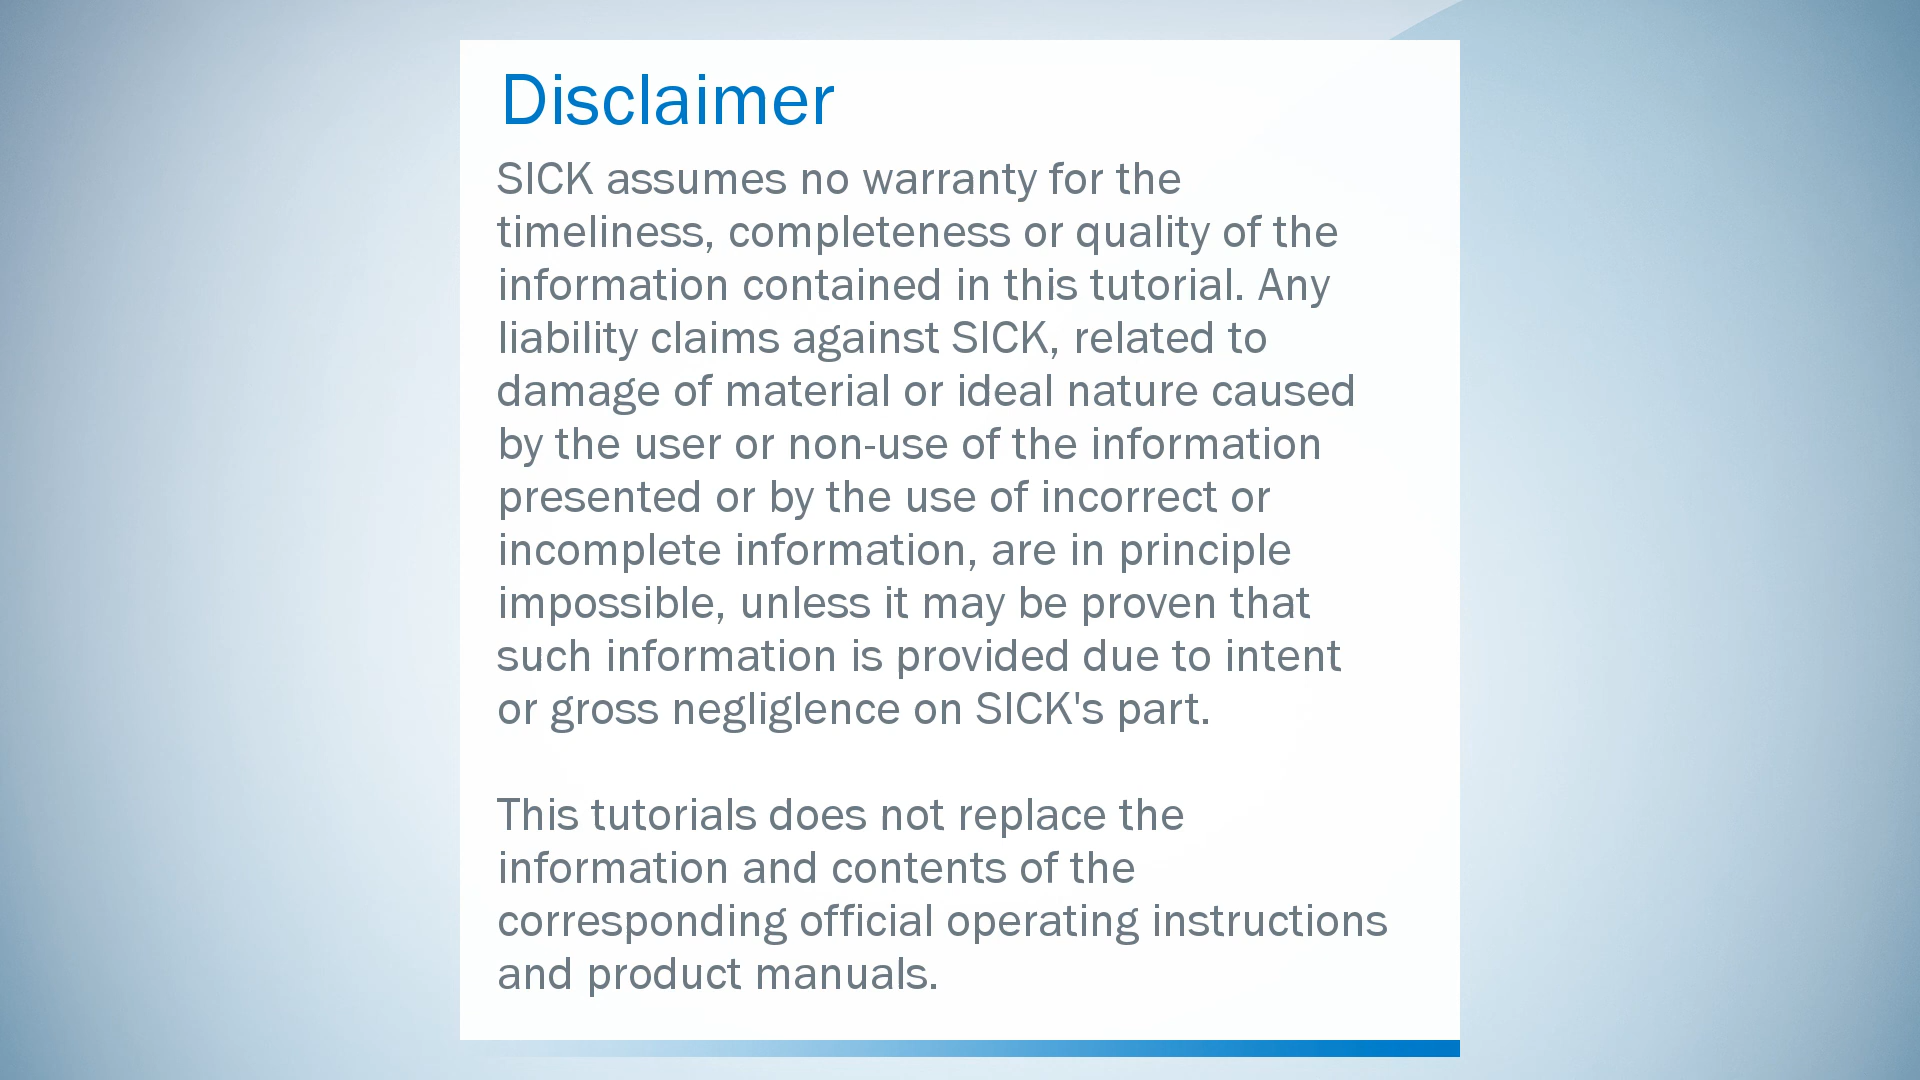 Disclaimer
SICK assumes no warranty for the
timeliness, completeness or quality of the
information contained in this tutorial. Any
liability claims against SICK, related to
damage of material or ideal nature caused
by the user or non-use of the information
presented or by the use of incorrect or
incomplete information, are in principle
impossible, unless it may be proven that
such information is provided due to intent
or gross negliglence on SICK's part.
This tutorials does not replace the
information and contents of the
corresponding official operating instructions
and product manuals.